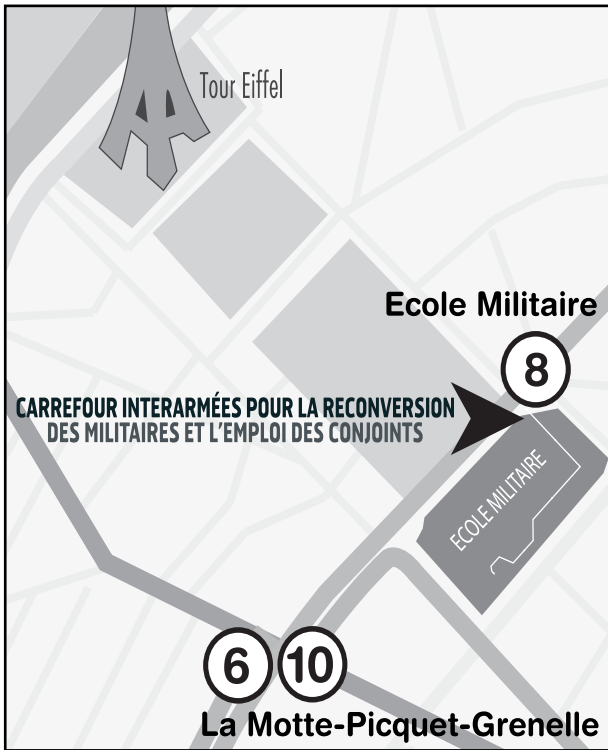 Tour Eiffel
Ecole Militaire
8
CARREFOUR INTERARMÉES POUR LA RECONVERSION
DES MILITAIRES ET L'EMPLOI DES CONJOINTS
ECOLE MILITAIRE
6 10
La Motte-Picquet-Grenelle